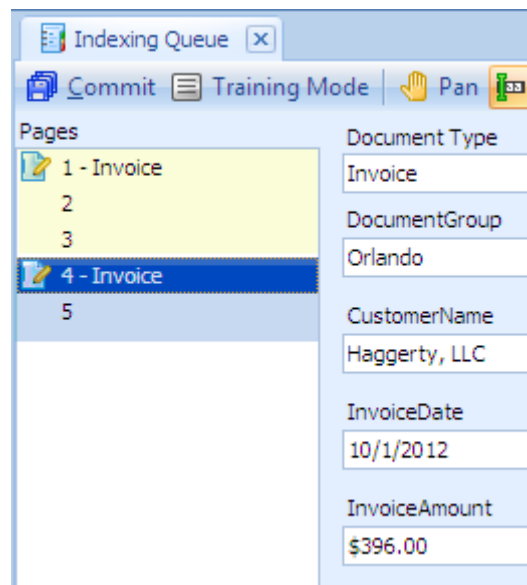 Indexing Queue
Commit Training Mode Pan
Pages
1 - Invoice
2
3
4 - Invoice
5
Document Type
Invoice
DocumentGroup
Orlando
CustomerName
Haggerty, LLC
InvoiceDate
10/1/2012
InvoiceAmount
$396.00